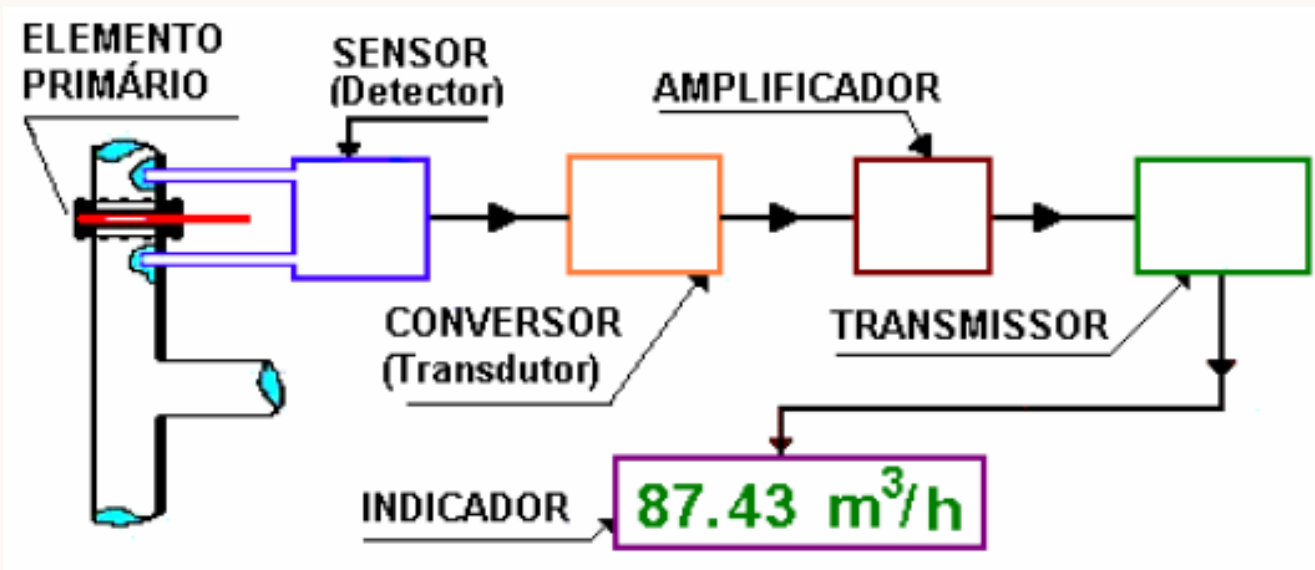 ELEMENTO
PRIMÁRIO
SENSOR
(Detector)
AMPLIFICADOR
CONVERSOR
(Transdutor)
TRANSMISSOR
INDICADOR
87.43 m³/h